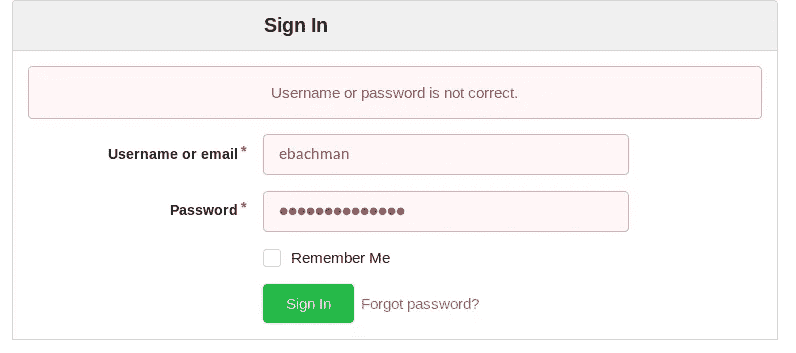 Sign In
Username or password is not correct.
Username or email *
ebachman
Password *
●●●●●●●●●●●●●●
Remember Me
Sign In Forgot password?